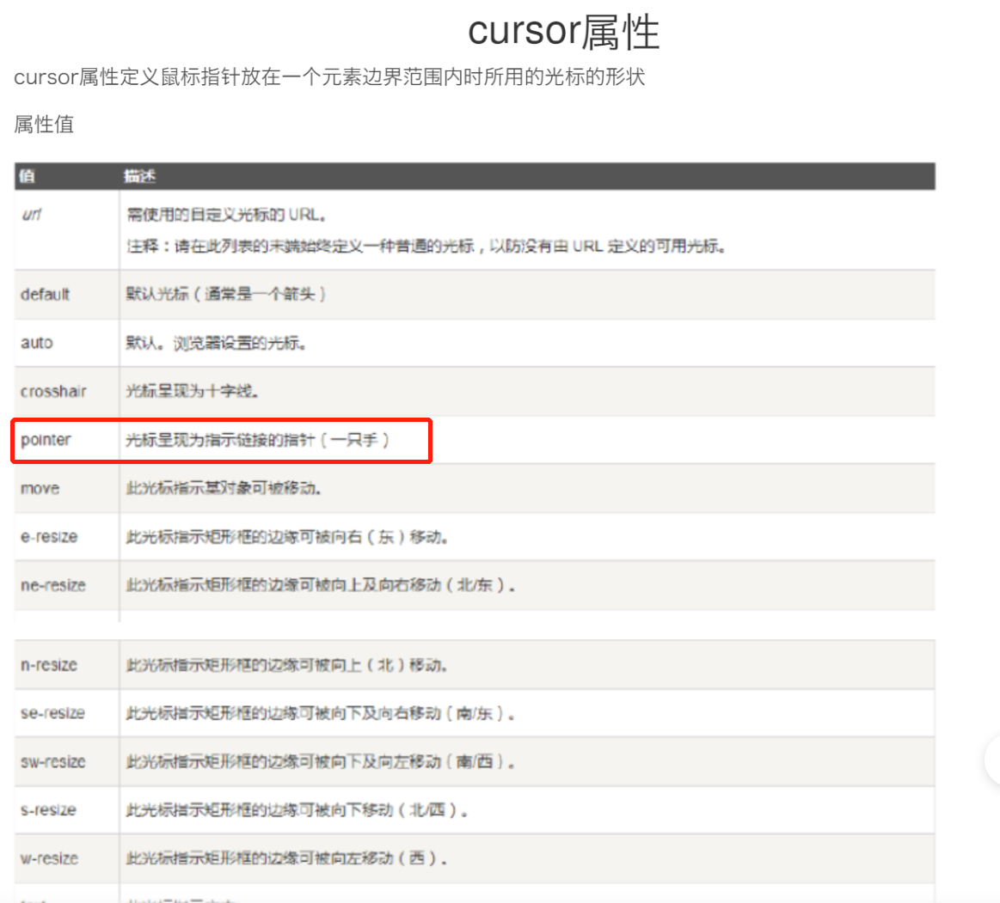 cursor属性
cursor属性定义鼠标指针放在一个元素边界范围内时所用的光标的形状
属性值
值 描述
url 需使用的自定义光标的 URL。
注释：请在此列表的末端始终定义一种普通的光标，以防没有由 URL 定义的可用光标。
default 默认光标（通常是一个箭头）
auto 默认。浏览器设置的光标。
crosshair 光标呈现为十字线。
pointer 光标呈现为指示链接的指针（一只手）
move 此光标指示某对象可被移动。
e-resize 此光标指示矩形框的边缘可被向右（东）移动。
ne-resize 此光标指示矩形框的边缘可被向上及向右移动（北/东）。
n-resize 此光标指示矩形框的边缘可被向上（北）移动。
se-resize 此光标指示矩形框的边缘可被向下及向右移动（南/东）。
sw-resize 此光标指示矩形框的边缘可被向下及向左移动（南/西）。
s-resize 此光标指示矩形框的边缘可被向下移动（北/西）。
w-resize 此光标指示矩形框的边缘可被向左移动（西）。